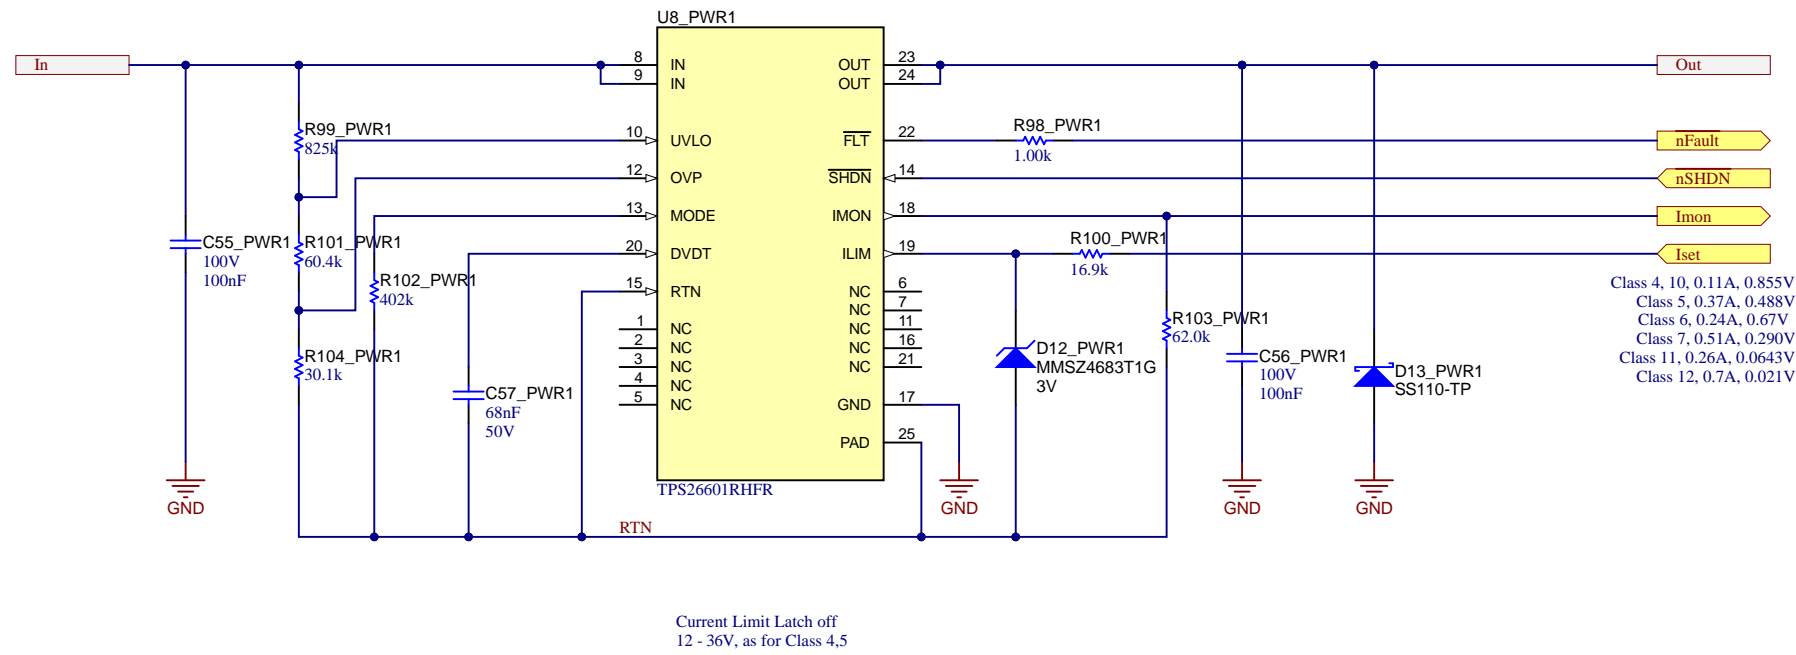 U8_PWR1
In
8
IN
9
IN
10
UVLO
12
OVP
13
MODE
20
DVDT
15
RTN
1
NC
2
NC
3
NC
4
NC
5
NC
OUT
23
OUT
24
FLT
22
SHDN
14
IMON
18
ILIM
19
NC
6
NC
7
NC
11
NC
16
NC
21
GND
17
PAD
25
TPS26601RHFR
R99_PWR1
825k
R101_PWR1
60.4k
R104_PWR1
30.1k
C55_PWR1
100V
100nF
R102_PWR1
402k
C57_PWR1
68nF
50V
R98_PWR1
1.00k
R100_PWR1
16.9k
R103_PWR1
62.0k
D12_PWR1
MMSZ4683T1G
3V
C56_PWR1
100V
100nF
D13_PWR1
SS110-TP
Out
nFault
nSHDN
Imon
Iset
Class 4, 10, 0.11A, 0.855V
Class 5, 0.37A, 0.488V
Class 6, 0.24A, 0.67V
Class 7, 0.51A, 0.290V
Class 11, 0.26A, 0.0643V
Class 12, 0.7A, 0.021V
GND
GND
GND
GND
RTN
Current Limit Latch off
12 - 36V, as for Class 4,5